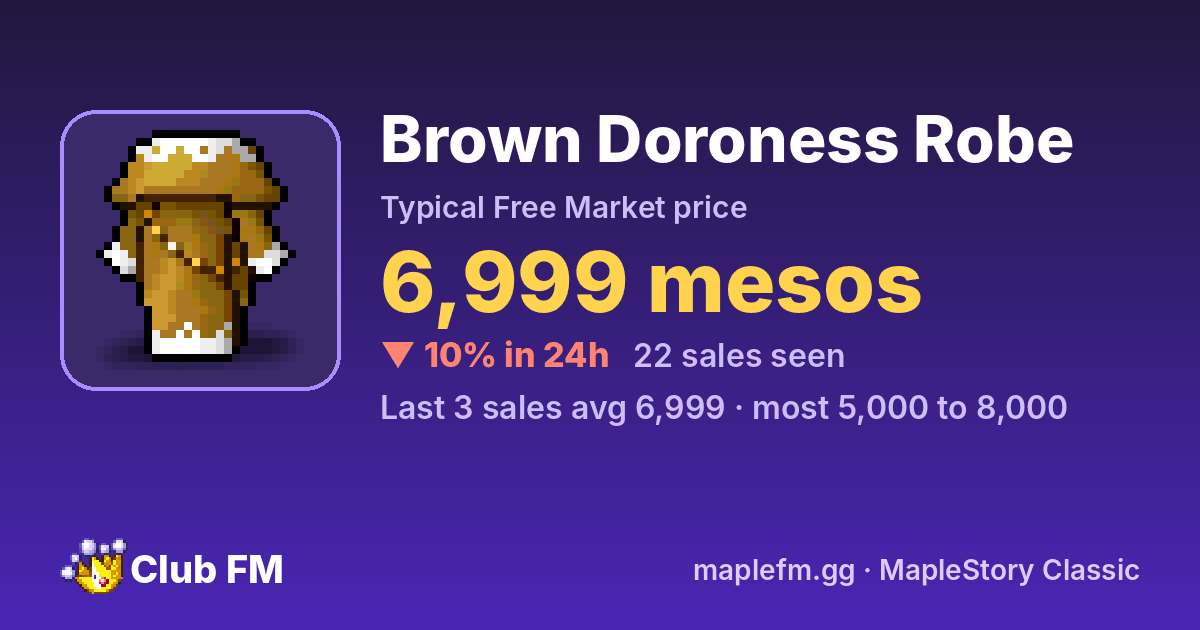 Brown Doroness Robe
Typical Free Market price
6,999 mesos
▼ 10% in 24h 22 sales seen
Last 3 sales avg 6,999 · most 5,000 to 8,000
Club FM
maplefm.gg · MapleStory Classic